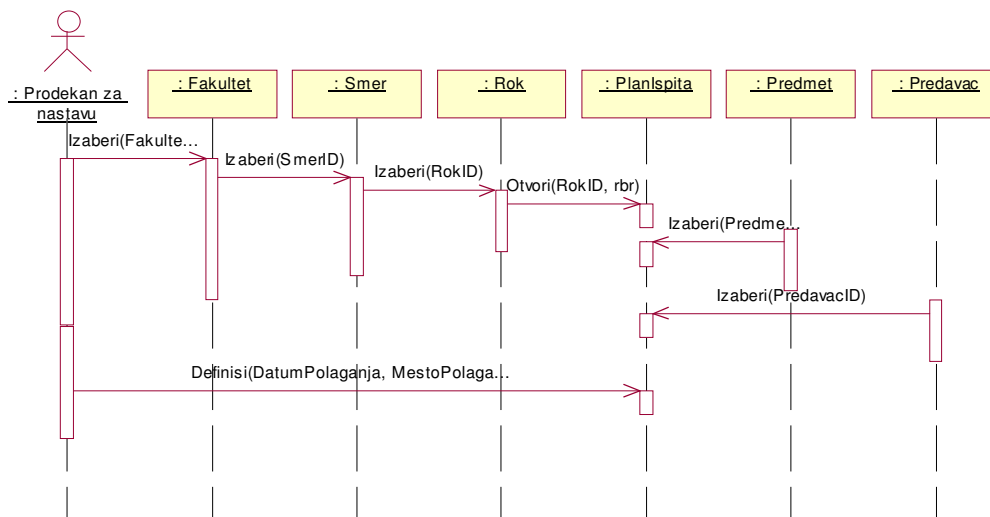 : Prodekan za
nastavu
: Fakultet
: Smer
: Rok
: PlanIspita
: Predmet
: Predavac
Izaberi(Fakulte...
Izaberi(SmerID)
Izaberi(RokID)
Otvori(RokID, rbr)
Izaberi(Predme...
Izaberi(PredavacID)
Definisi(DatumPolaganja, MestoPolaga...